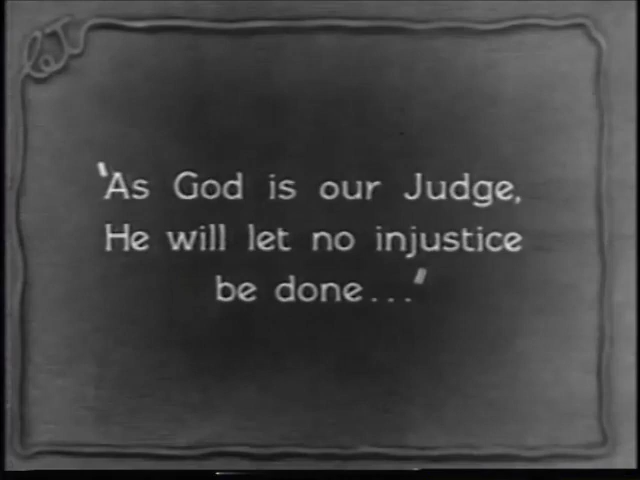 'As God is our Judge,
He will let no injustice
be done...'